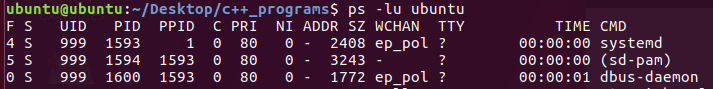 ubuntu@ubuntu:~/Desktop/c++_programs$ ps -lu ubuntu
F S   UID   PID  PPID  C PRI  NI ADDR SZ WCHAN  TTY          TIME CMD
4 S   999  1593     1  0  80   0 -  2408 ep_pol ?        00:00:00 systemd
5 S   999  1594  1593  0  80   0 -  3243 -      ?        00:00:00 (sd-pam)
0 S   999  1600  1593  0  80   0 -  1772 ep_pol ?        00:00:01 dbus-daemon